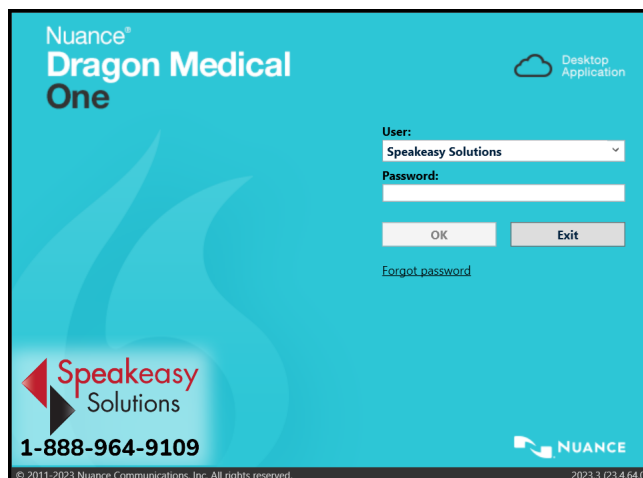 Nuance®
Dragon Medical
One
Desktop
Application
User:
Speakeasy Solutions
Password:
OK Exit
Forgot password
Speakeasy
Solutions
1-888-964-9109
NUANCE
© 2011-2023 Nuance Communications, Inc. All rights reserved. 2023.3 (23.4.64.0